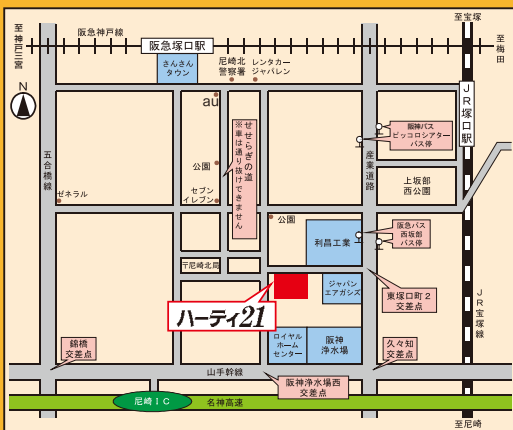 至宝塚
至神戸三宮
阪急神戸線
阪急塚口駅
至梅田
さんさん
タウン
尼崎北
警察署
レンタカー
ジャパレン
N
au
JR塚口駅
せせらぎの道
※車は通り抜けできません
阪神バス
ピッコロシアター
バス停
五合橋線
公園
産業道路
上坂部
西公園
ゼネラル
セブン
イレブン
公園
利昌工業
阪急バス
西坂部
バス停
〒尼崎北局
ジャパン
エアガシズ
東塚口町2
交差点
JR宝塚線
ハーティ21
錦橋
交差点
ロイヤル
ホーム
センター
阪神
浄水場
久々知
交差点
山手幹線
阪神浄水場西
交差点
尼崎IC
名神高速
至尼崎